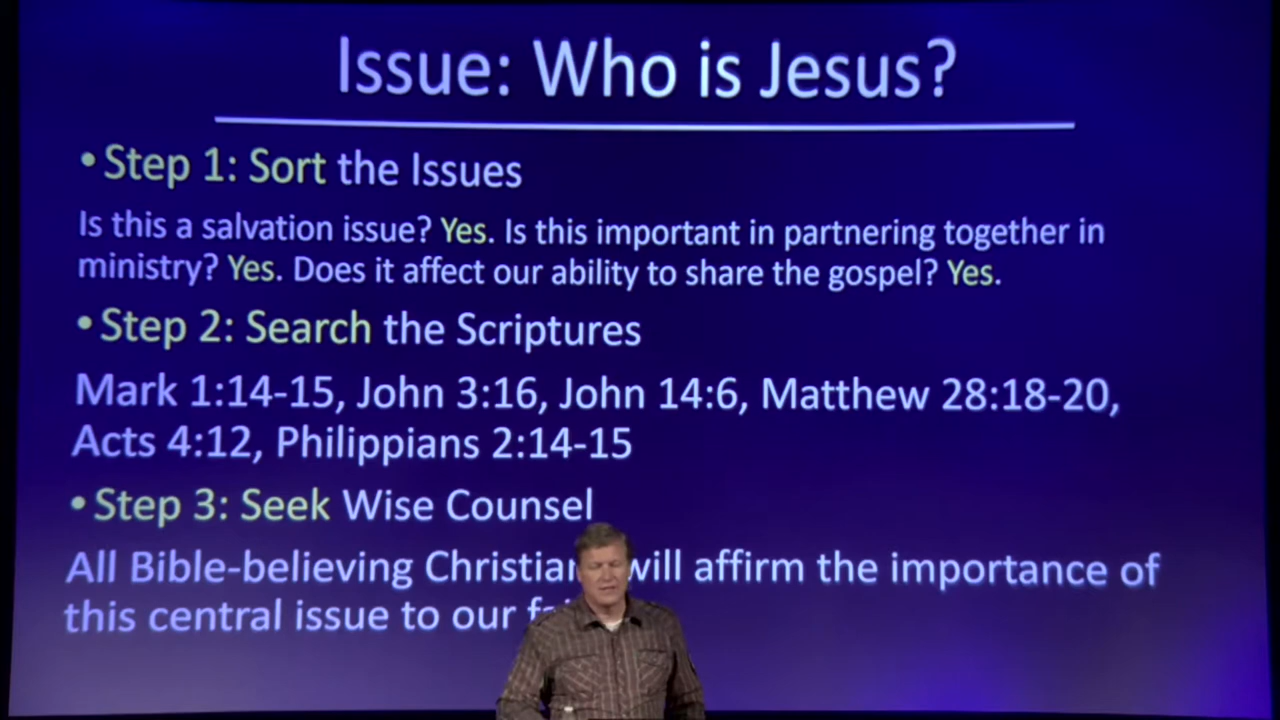 Issue: Who is Jesus?
• Step 1: Sort the Issues
Is this a salvation issue? Yes. Is this important in partnering together in
ministry? Yes. Does it affect our ability to share the gospel? Yes.
• Step 2: Search the Scriptures
Mark 1:14-15, John 3:16, John 14:6, Matthew 28:18-20,
Acts 4:12, Philippians 2:14-15
• Step 3: Seek Wise Counsel
All Bible-believing Christian will affirm the importance of
this central issue to our